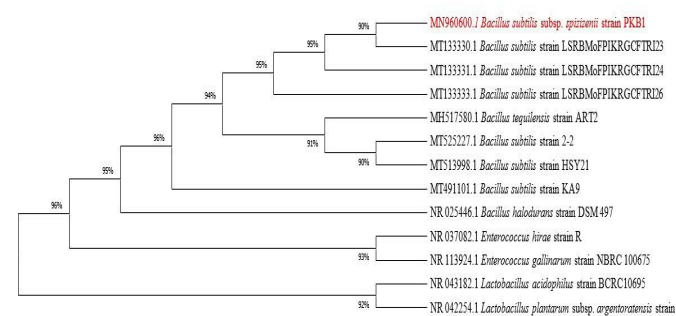 90% MN960600.1 Bacillus subtilis subsp. spizizenii strain PKB1
95% MT133330.1 Bacillus subtilis strain LSRBMoFPIKRGCFTRI23
95% MT133331.1 Bacillus subtilis strain LSRBMoFPIKRGCFTRI24
94% MT133333.1 Bacillus subtilis strain LSRBMoFPIKRGCFTRI26
MH517580.1 Bacillus tequilensis strain ART2
96% 91% MT525227.1 Bacillus subtilis strain 2-2
90% MT513998.1 Bacillus subtilis strain HSY21
95% MT491101.1 Bacillus subtilis strain KA9
96% NR 025446.1 Bacillus halodurans strain DSM 497
NR 037082.1 Enterococcus hirae strain R
93% NR 113924.1 Enterococcus gallinarum strain NBRC 100675
NR 043182.1 Lactobacillus acidophilus strain BCRC10695
92% NR 042254.1 Lactobacillus plantarum subsp. argentoratensis strain